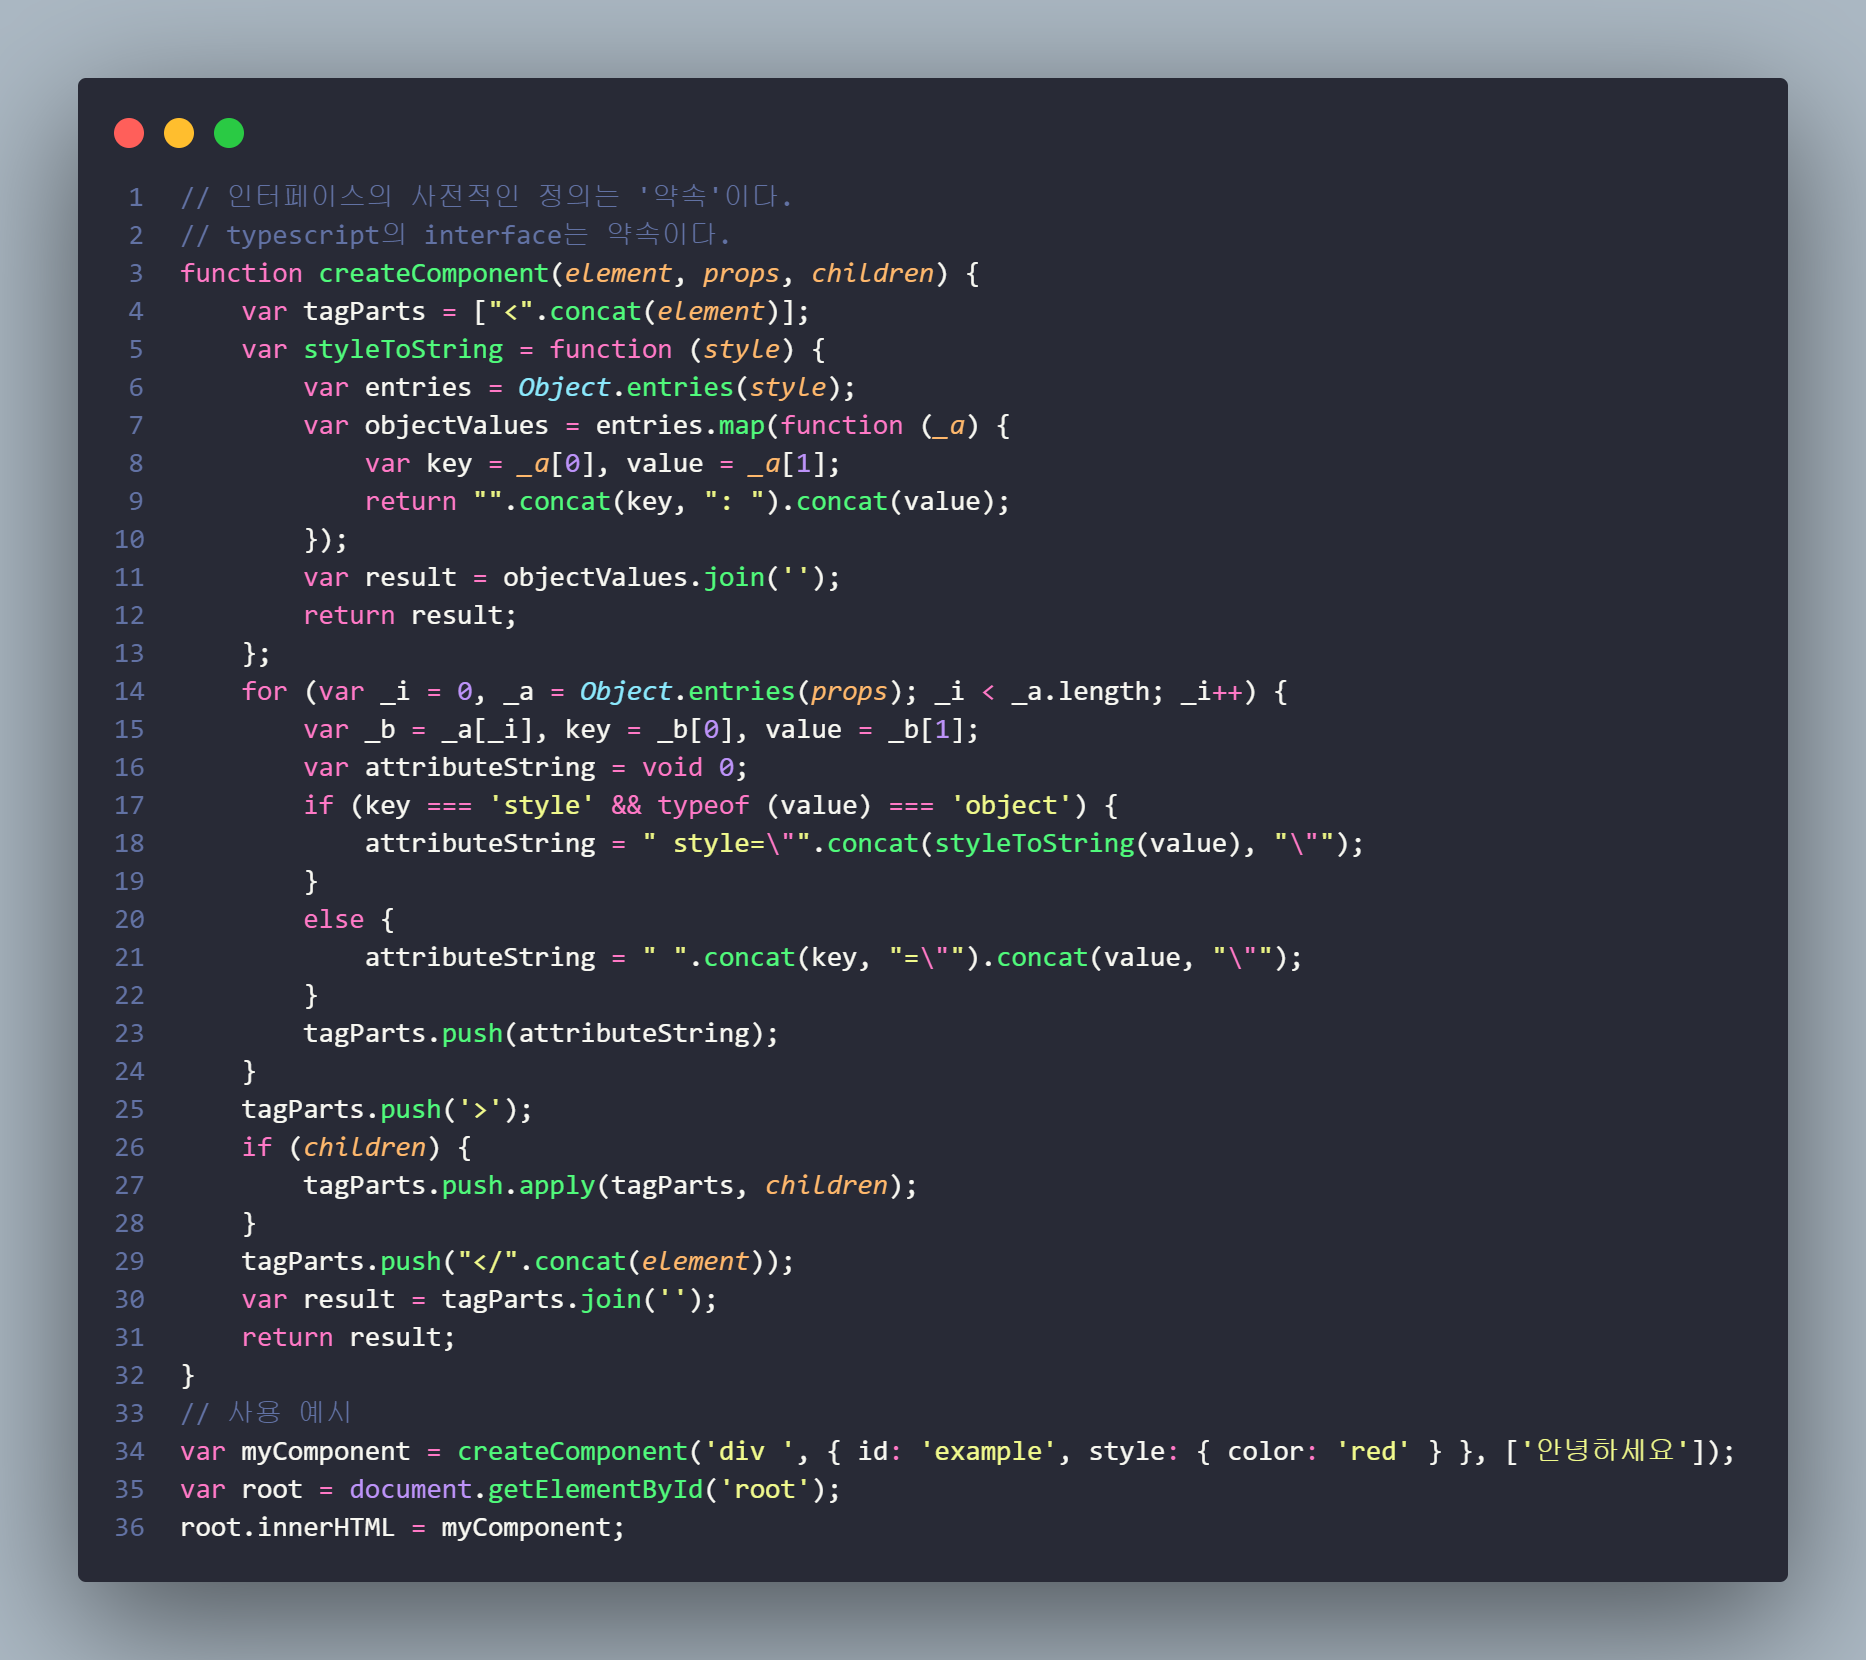 1 // 인터페이스의 사전적인 정의는 '약속'이다.
2 // typescript의 interface는 약속이다.
3 function createComponent(element, props, children) {
4     var tagParts = ["<".concat(element)];
5     var styleToString = function (style) {
6         var entries = Object.entries(style);
7         var objectValues = entries.map(function (_a) {
8             var key = _a[0], value = _a[1];
9             return "".concat(key, ": ").concat(value);
10         });
11         var result = objectValues.join('');
12         return result;
13     };
14     for (var _i = 0, _a = Object.entries(props); _i < _a.length; _i++) {
15         var _b = _a[_i], key = _b[0], value = _b[1];
16         var attributeString = void 0;
17         if (key === 'style' && typeof (value) === 'object') {
18             attributeString = " style=\"".concat(styleToString(value), "\"");
19         }
20         else {
21             attributeString = " ".concat(key, "=\"").concat(value, "\"");
22         }
23         tagParts.push(attributeString);
24     }
25     tagParts.push('>');
26     if (children) {
27         tagParts.push.apply(tagParts, children);
28     }
29     tagParts.push("</".concat(element));
30     var result = tagParts.join('');
31     return result;
32 }
33 // 사용 예시
34 var myComponent = createComponent('div ', { id: 'example', style: { color: 'red' } }, ['안녕하세요']);
35 var root = document.getElementById('root');
36 root.innerHTML = myComponent;